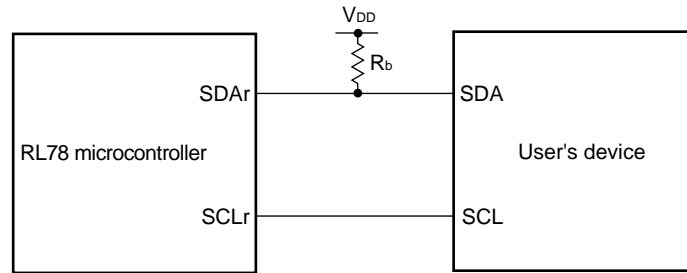 VDD
Rb
SDAr
SDA
RL78 microcontroller
User's device
SCLr
SCL